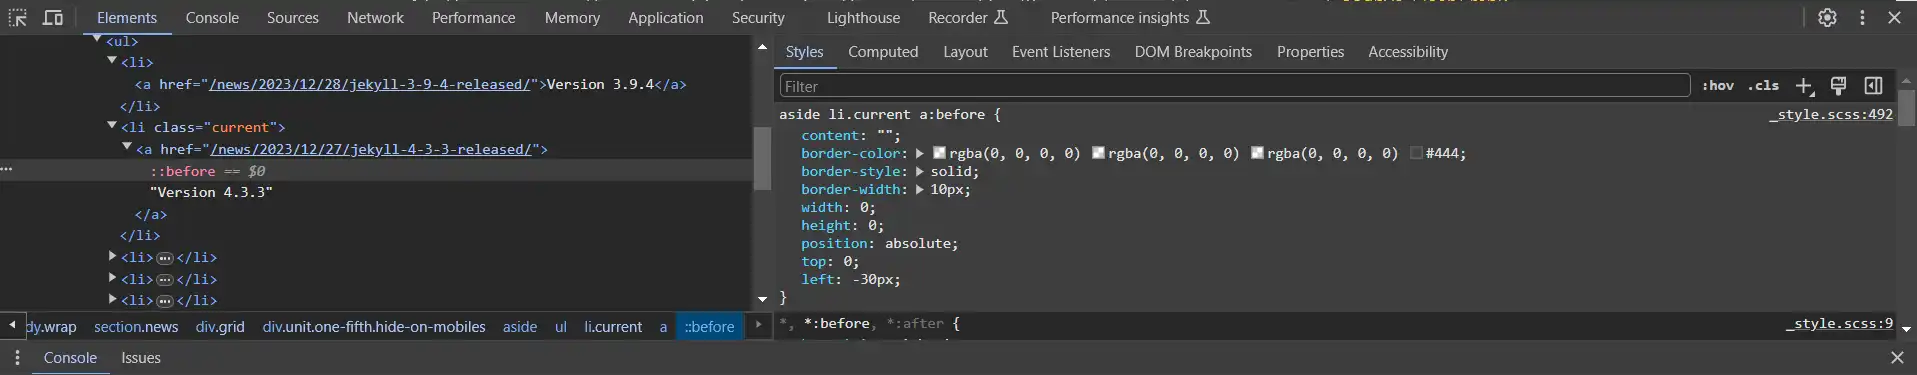 Elements Console Sources Network Performance Memory Application Security Lighthouse Recorder Performance insights
<ul>
<li>
<a href="/news/2023/12/28/jekyll-3-9-4-released/">Version 3.9.4</a>
</li>
<li class="current">
<a href="/news/2023/12/27/jekyll-4-3-3-released/">
::before == $0
"Version 4.3.3"
</a>
</li>
<li>…</li>
<li>…</li>
<li>…</li>
dy.wrap section.news div.grid div.unit.one-fifth.hide-on-mobiles aside ul li.current a ::before
Styles Computed Layout Event Listeners DOM Breakpoints Properties Accessibility
Filter :hov .cls
aside li.current a:before { _style.scss:492
content: "";
border-color: rgba(0, 0, 0, 0) rgba(0, 0, 0, 0) rgba(0, 0, 0, 0) #444;
border-style: solid;
border-width: 10px;
width: 0;
height: 0;
position: absolute;
top: 0;
left: -30px;
}
*, *:before, *:after { _style.scss:9
Console Issues